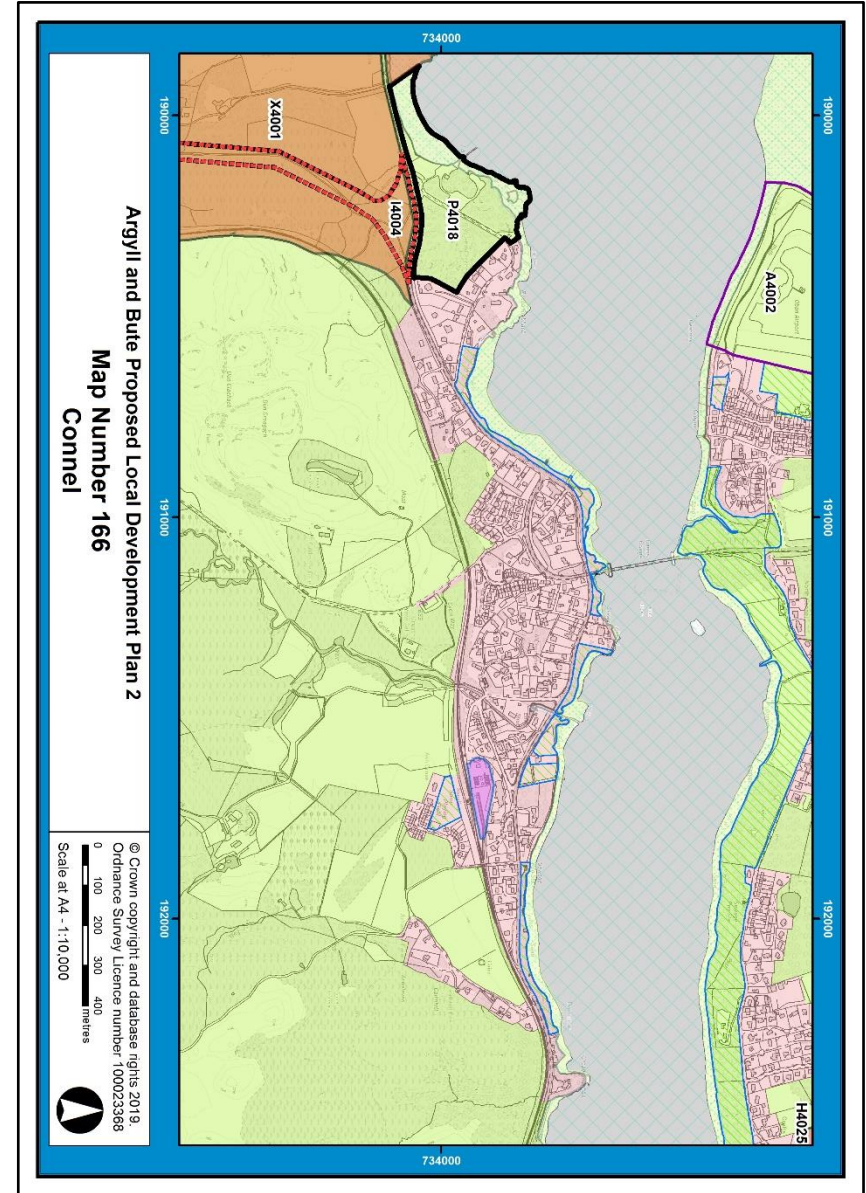 734000
190000
191000
192000
190000
191000
192000
734000
X4001
I4004
P4018
A4002
Oban Airport
H4025
Argyll and Bute Proposed Local Development Plan 2
Map Number 166
Connel
© Crown copyright and database rights 2019.
Ordnance Survey Licence number 100023368
0 100 200 300 400
metres
Scale at A4 - 1:10,000